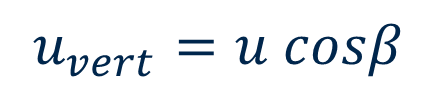 u_vert = u cosβ